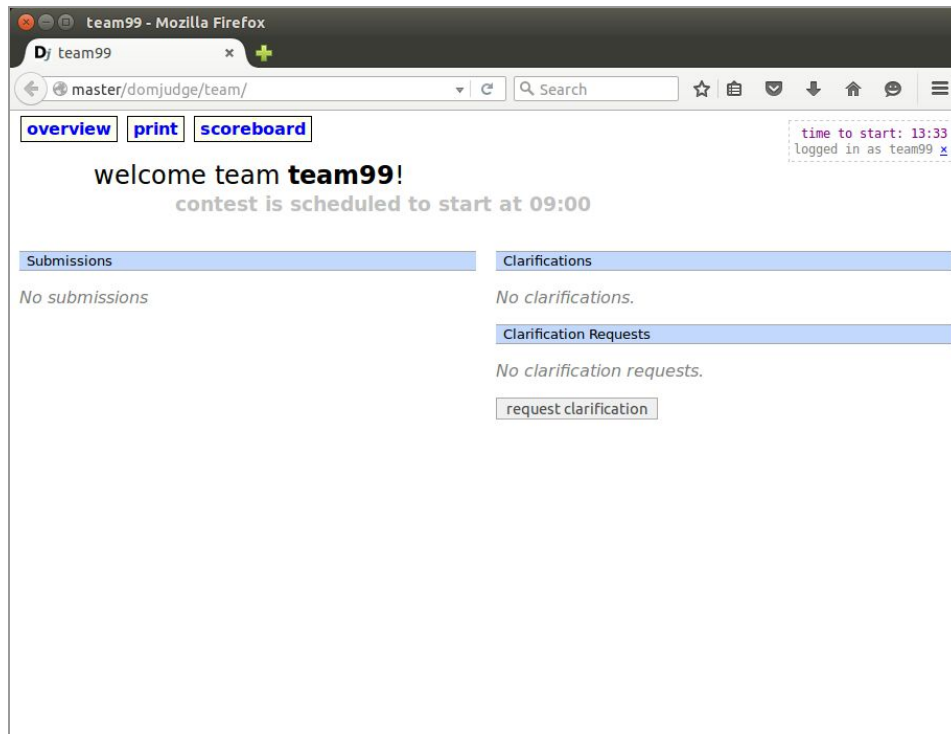 team99 - Mozilla Firefox
Dj team99
master/domjudge/team/
Search
overview print scoreboard
time to start: 13:33
logged in as team99 ×
welcome team team99!
contest is scheduled to start at 09:00
Submissions
No submissions
Clarifications
No clarifications.
Clarification Requests
No clarification requests.
request clarification